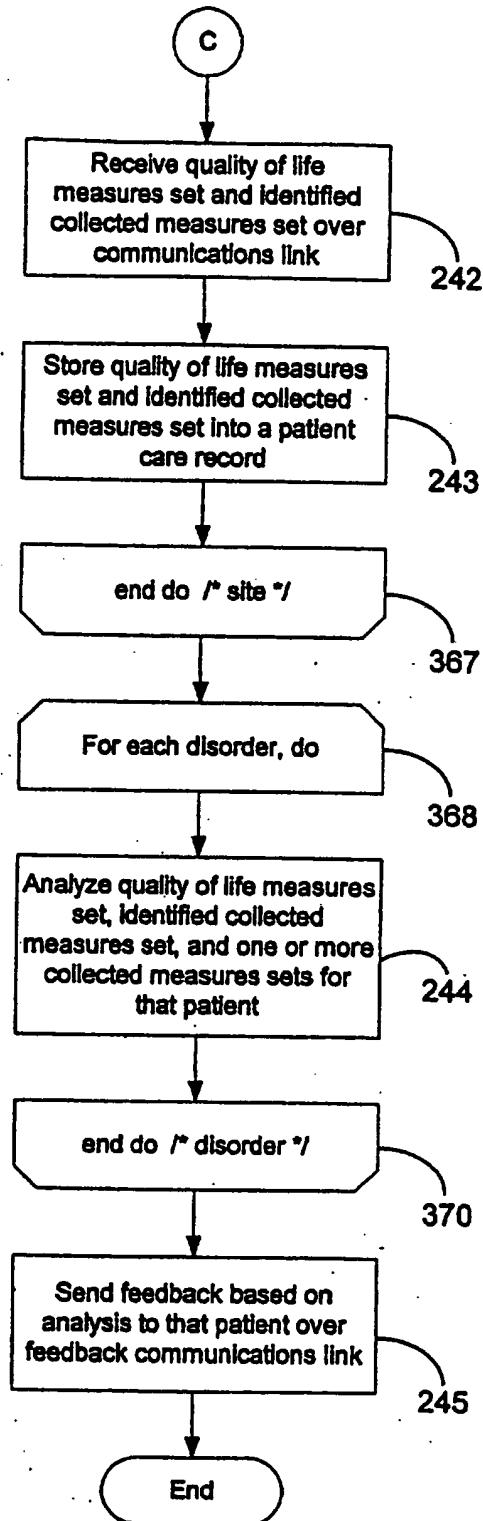 C
Receive quality of life
measures set and identified
collected measures set over
communications link
242
Store quality of life measures
set and identified collected
measures set into a patient
care record
243
end do /* site */
367
For each disorder, do
368
Analyze quality of life measures
set, identified collected
measures set, and one or more
collected measures sets for
that patient
244
end do /* disorder */
370
Send feedback based on
analysis to that patient over
feedback communications link
245
End